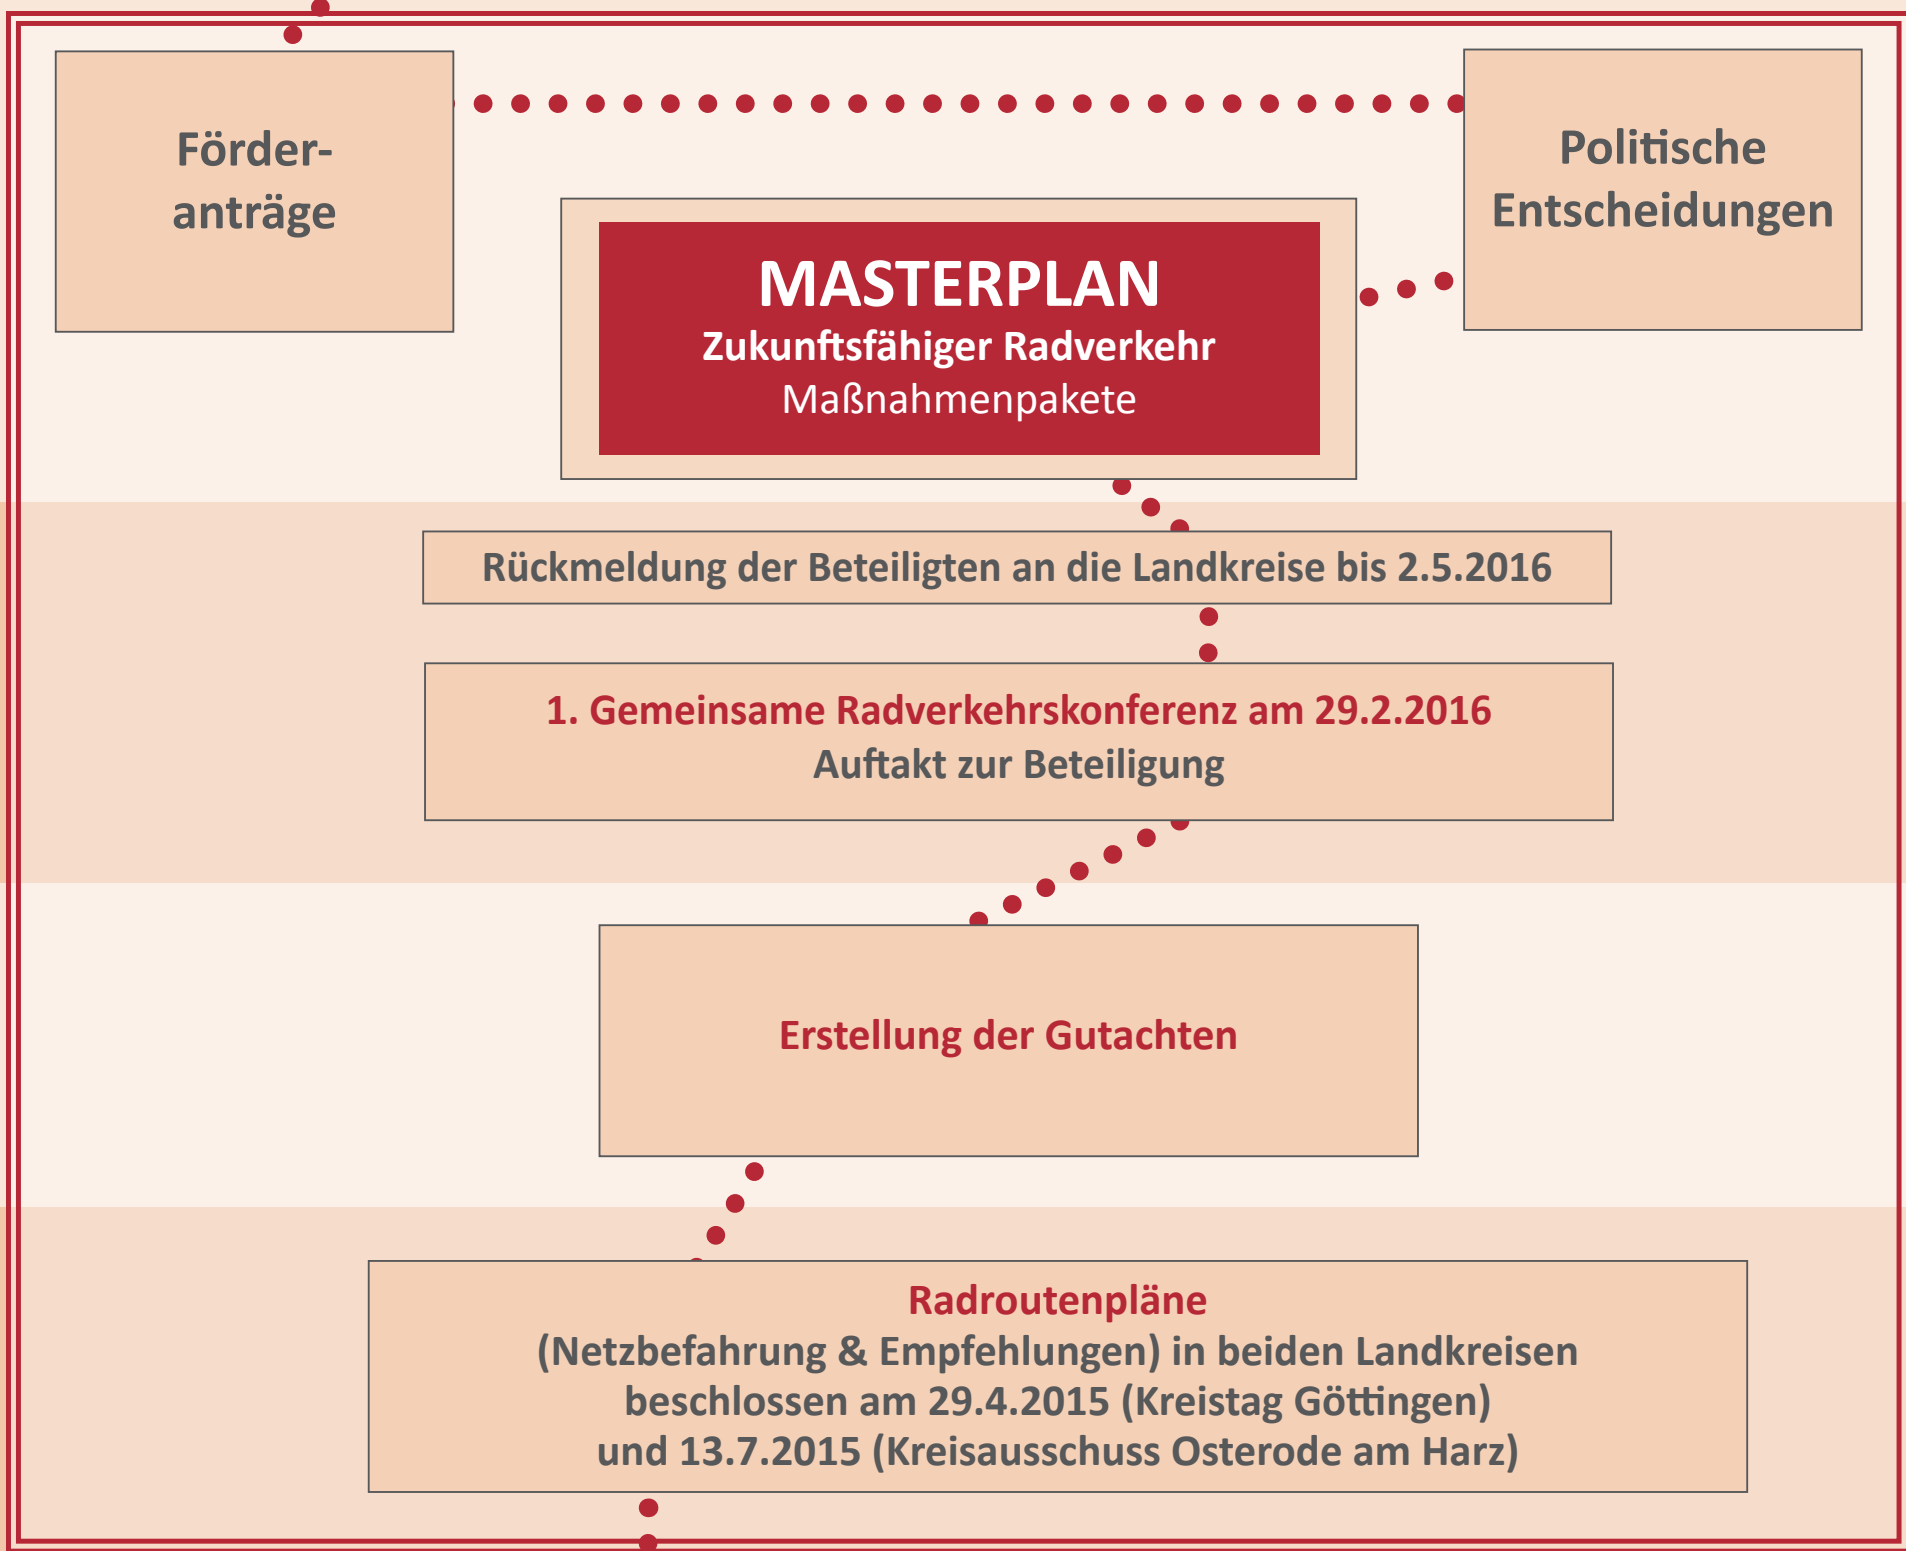 Förder-
anträge
Politische
Entscheidungen
MASTERPLAN
Zukunftsfähiger Radverkehr
Maßnahmenpakete
Rückmeldung der Beteiligten an die Landkreise bis 2.5.2016
1. Gemeinsame Radverkehrskonferenz am 29.2.2016
Auftakt zur Beteiligung
Erstellung der Gutachten
Radroutenpläne
(Netzbefahrung & Empfehlungen) in beiden Landkreisen
beschlossen am 29.4.2015 (Kreistag Göttingen)
und 13.7.2015 (Kreisausschuss Osterode am Harz)